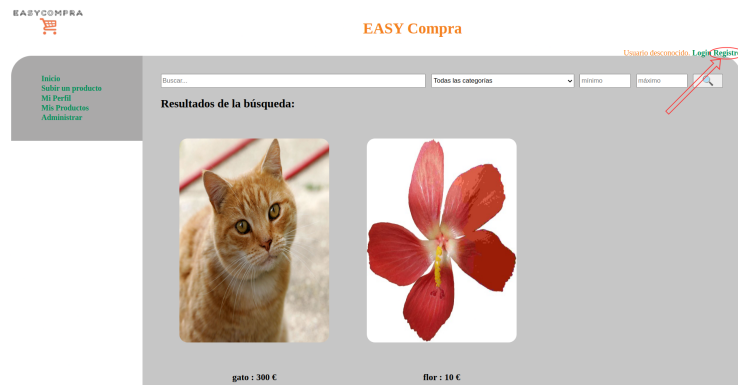 EASYCOMPRA
EASY Compra
Usuario desconocido. Login Registro
Inicio
Subir un producto
Mi Perfil
Mis Productos
Administrar
Buscar...
Todas las categorías
mínimo
máximo
Resultados de la búsqueda:
gato : 300 €
flor : 10 €